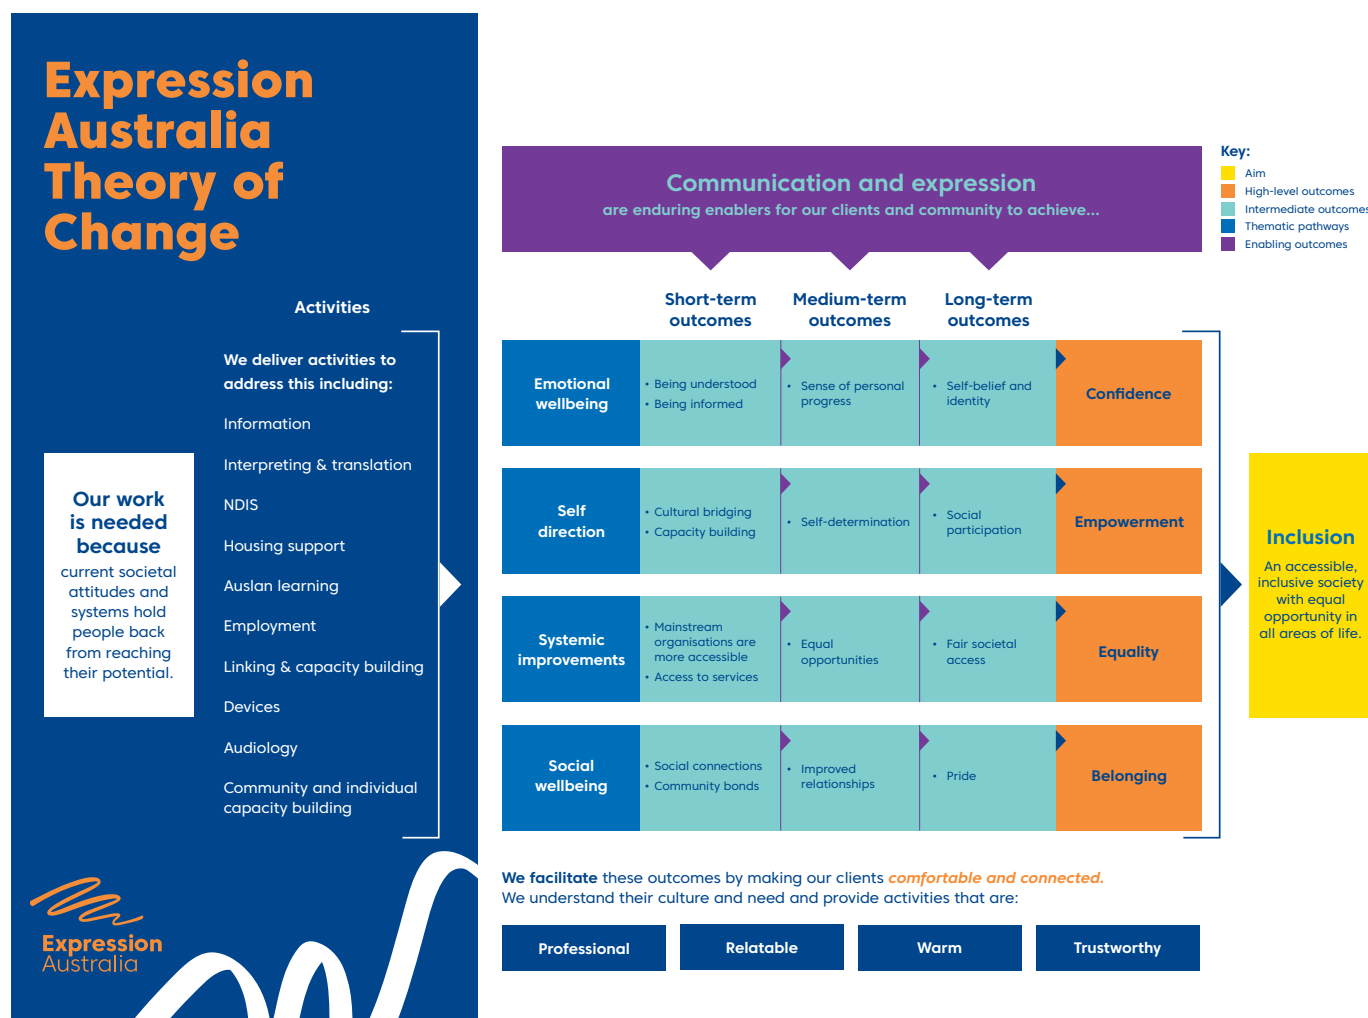 Expression
Australia
Theory of
Change
Activities
We deliver activities to
address this including:
Information
Interpreting & translation
NDIS
Housing support
Auslan learning
Employment
Linking & capacity building
Devices
Audiology
Community and individual
capacity building
Our work
is needed
because
current societal
attitudes and
systems hold
people back
from reaching
their potential.
Expression
Australia
Communication and expression
are enduring enablers for our clients and community to achieve...
Key:
Aim
High-level outcomes
Intermediate outcomes
Thematic pathways
Enabling outcomes
Short-term
outcomes
Medium-term
outcomes
Long-term
outcomes
Emotional
wellbeing
• Being understood
• Being informed
• Sense of personal
progress
• Self-belief and
identity
Confidence
Self
direction
• Cultural bridging
• Capacity building
• Self-determination
• Social
participation
Empowerment
Systemic
improvements
• Mainstream
organisations are
more accessible
• Access to services
• Equal
opportunities
• Fair societal
access
Equality
Social
wellbeing
• Social connections
• Community bonds
• Improved
relationships
• Pride
Belonging
Inclusion
An accessible,
inclusive society
with equal
opportunity in
all areas of life.
We facilitate these outcomes by making our clients comfortable and connected.
We understand their culture and need and provide activities that are:
Professional
Relatable
Warm
Trustworthy